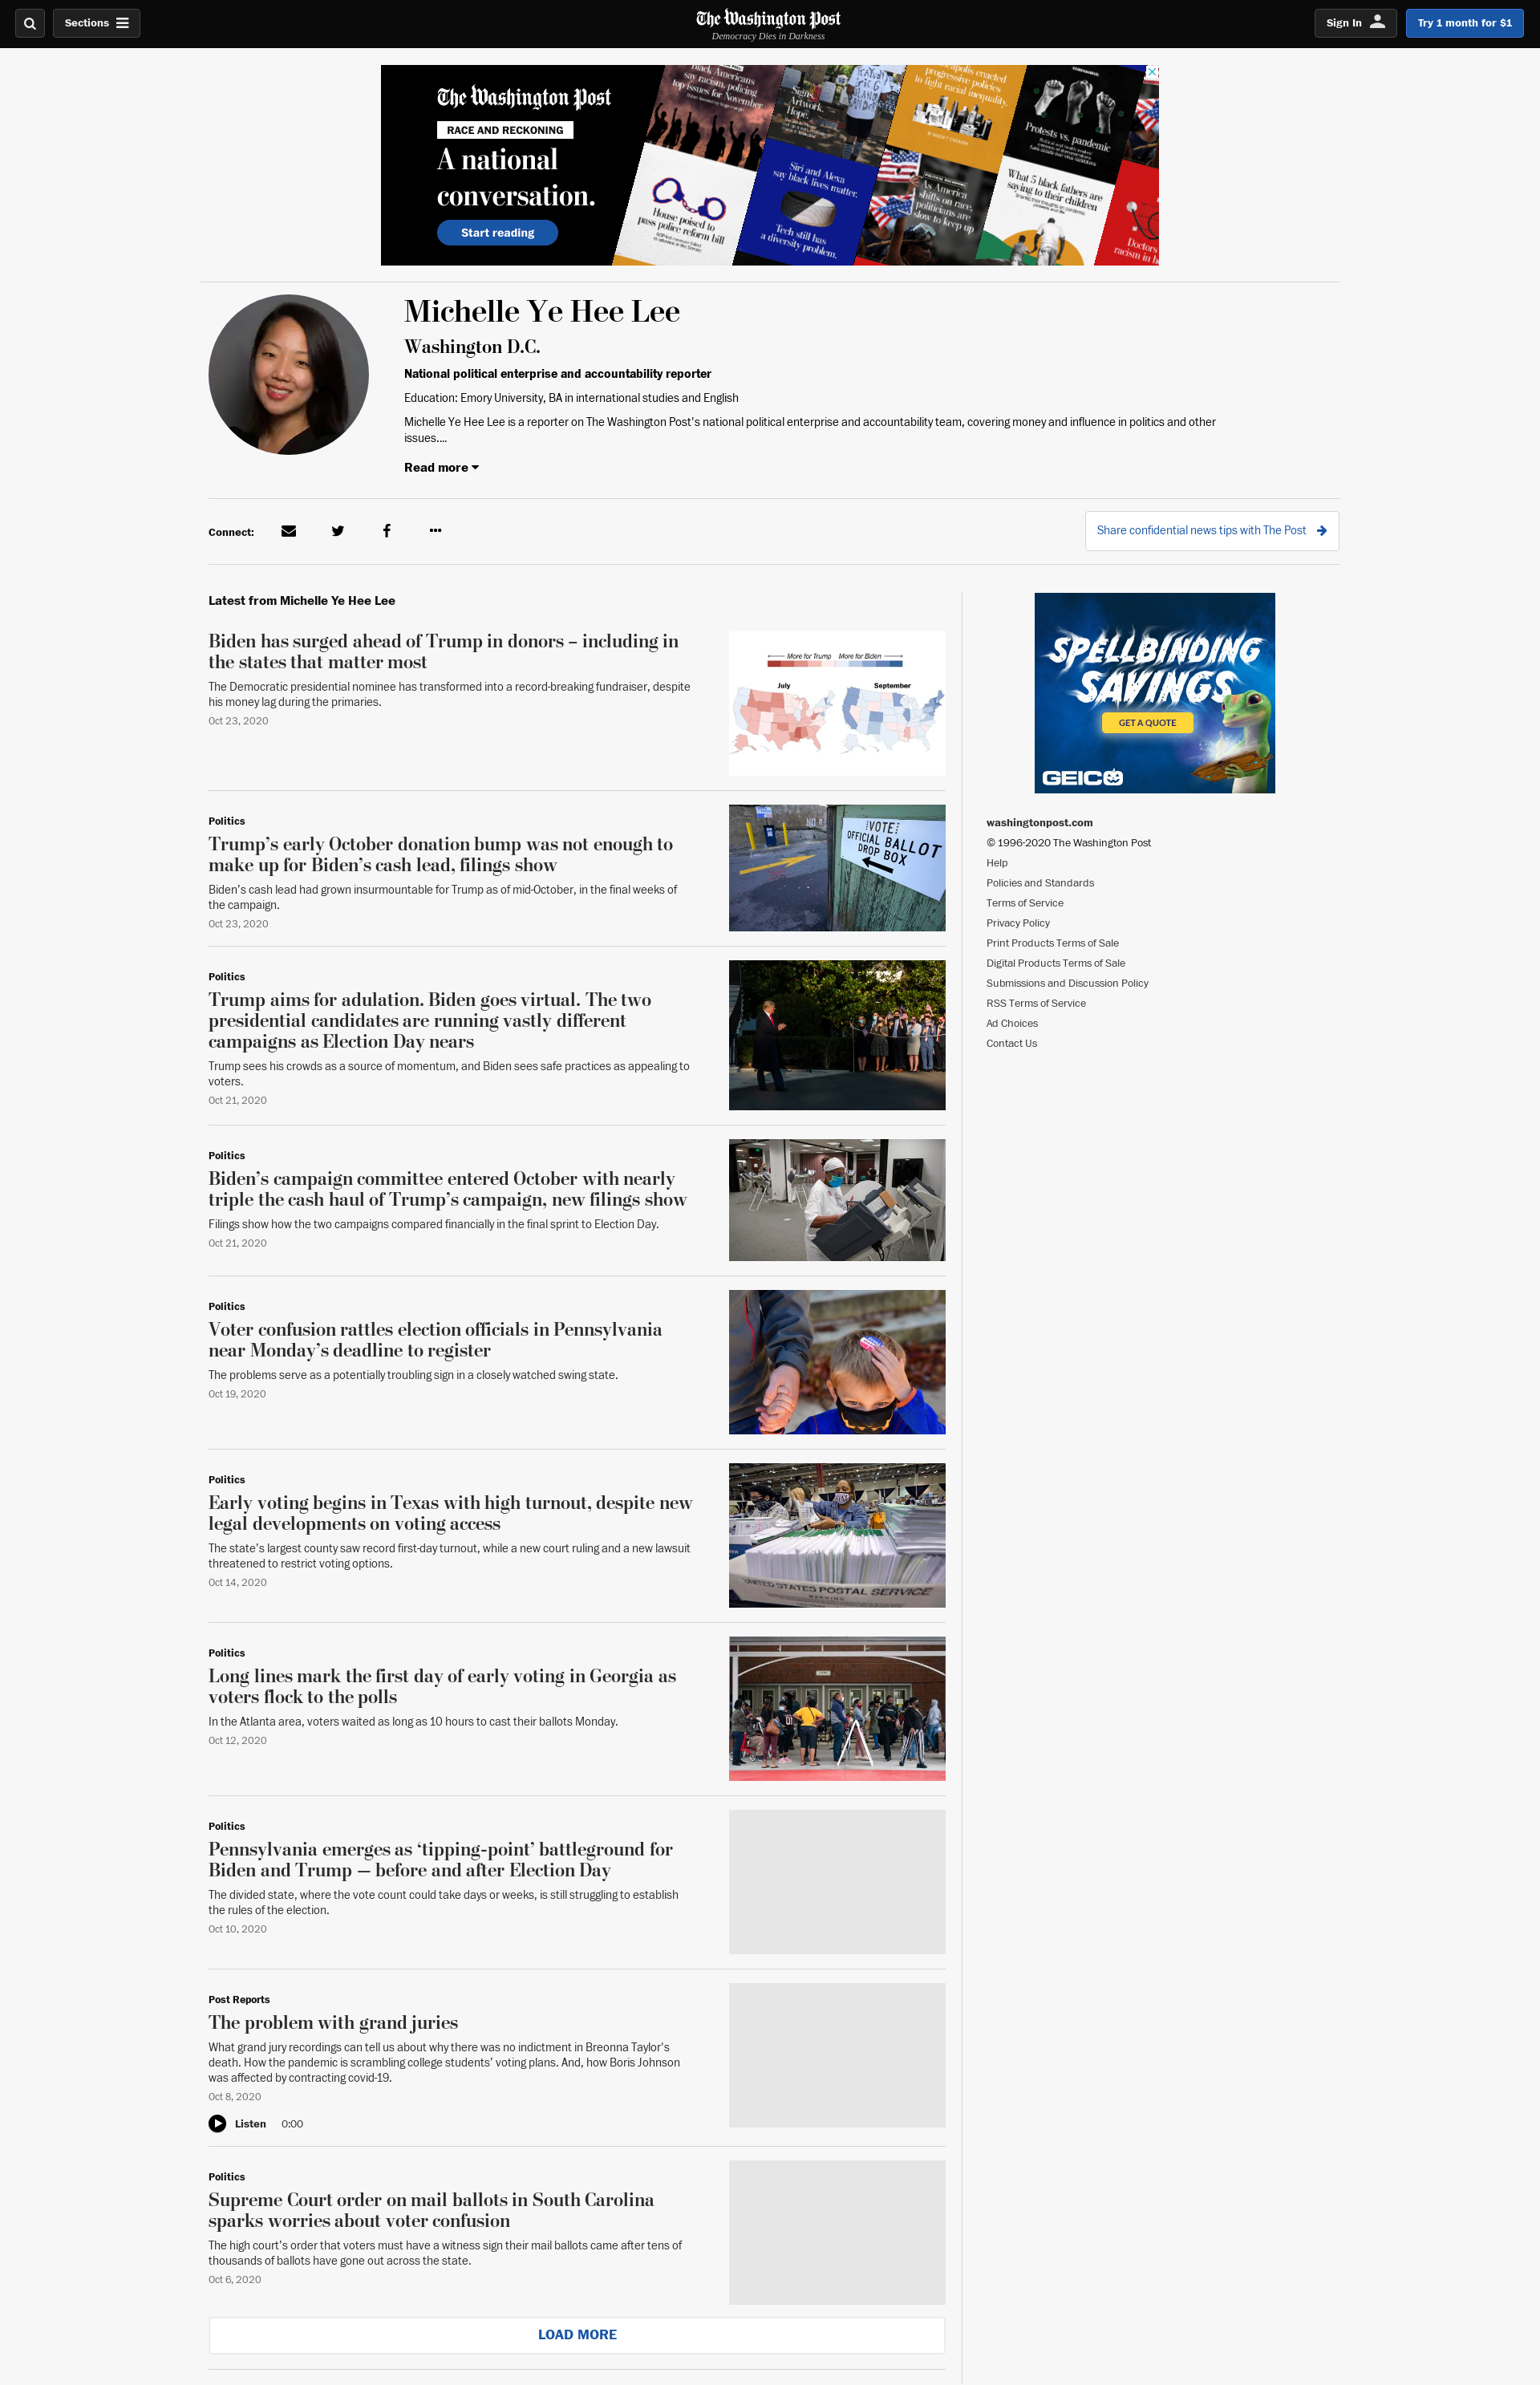 Sections
The Washington Post
Democracy Dies in Darkness
Sign In
Try 1 month for $1
The Washington Post
RACE AND RECKONING
A national
conversation.
Start reading
black Americans
say racism, policing
top issues for November
Signs.
Artwork.
Hope.
progressive policies
to fight racial inequality.
Protests vs. pandemic
House poised to
pass police reform bill
Siri and Alexa
say black lives matter.
Tech still has
a diversity problem.
As America
shifts on race,
politicians are
slow to keep up
What 5 black fathers are
saying to their children
Doctors
racism in
Michelle Ye Hee Lee
Washington D.C.
National political enterprise and accountability reporter
Education: Emory University, BA in international studies and English
Michelle Ye Hee Lee is a reporter on The Washington Post's national political enterprise and accountability team, covering money and influence in politics and other
issues....
Read more
Connect:
Share confidential news tips with The Post
Latest from Michelle Ye Hee Lee
Biden has surged ahead of Trump in donors – including in
the states that matter most
The Democratic presidential nominee has transformed into a record-breaking fundraiser, despite
his money lag during the primaries.
Oct 23, 2020
More for Trump More for Biden
July September
Politics
Trump’s early October donation bump was not enough to
make up for Biden’s cash lead, filings show
Biden’s cash lead had grown insurmountable for Trump as of mid-October, in the final weeks of
the campaign.
Oct 23, 2020
VOTE
OFFICIAL BALLOT
DROP BOX
Politics
Trump aims for adulation. Biden goes virtual. The two
presidential candidates are running vastly different
campaigns as Election Day nears
Trump sees his crowds as a source of momentum, and Biden sees safe practices as appealing to
voters.
Oct 21, 2020
Politics
Biden’s campaign committee entered October with nearly
triple the cash haul of Trump’s campaign, new filings show
Filings show how the two campaigns compared financially in the final sprint to Election Day.
Oct 21, 2020
Politics
Voter confusion rattles election officials in Pennsylvania
near Monday’s deadline to register
The problems serve as a potentially troubling sign in a closely watched swing state.
Oct 19, 2020
Politics
Early voting begins in Texas with high turnout, despite new
legal developments on voting access
The state’s largest county saw record first-day turnout, while a new court ruling and a new lawsuit
threatened to restrict voting options.
Oct 14, 2020
UNITED STATES POSTAL SERVICE
Politics
Long lines mark the first day of early voting in Georgia as
voters flock to the polls
In the Atlanta area, voters waited as long as 10 hours to cast their ballots Monday.
Oct 12, 2020
Politics
Pennsylvania emerges as ‘tipping-point’ battleground for
Biden and Trump — before and after Election Day
The divided state, where the vote count could take days or weeks, is still struggling to establish
the rules of the election.
Oct 10, 2020
Post Reports
The problem with grand juries
What grand jury recordings can tell us about why there was no indictment in Breonna Taylor's
death. How the pandemic is scrambling college students’ voting plans. And, how Boris Johnson
was affected by contracting covid-19.
Oct 8, 2020
Listen 0:00
Politics
Supreme Court order on mail ballots in South Carolina
sparks worries about voter confusion
The high court’s order that voters must have a witness sign their mail ballots came after tens of
thousands of ballots have gone out across the state.
Oct 6, 2020
LOAD MORE
SPELLBINDING
SAVINGS
GET A QUOTE
GEICO
washingtonpost.com
© 1996-2020 The Washington Post
Help
Policies and Standards
Terms of Service
Privacy Policy
Print Products Terms of Sale
Digital Products Terms of Sale
Submissions and Discussion Policy
RSS Terms of Service
Ad Choices
Contact Us